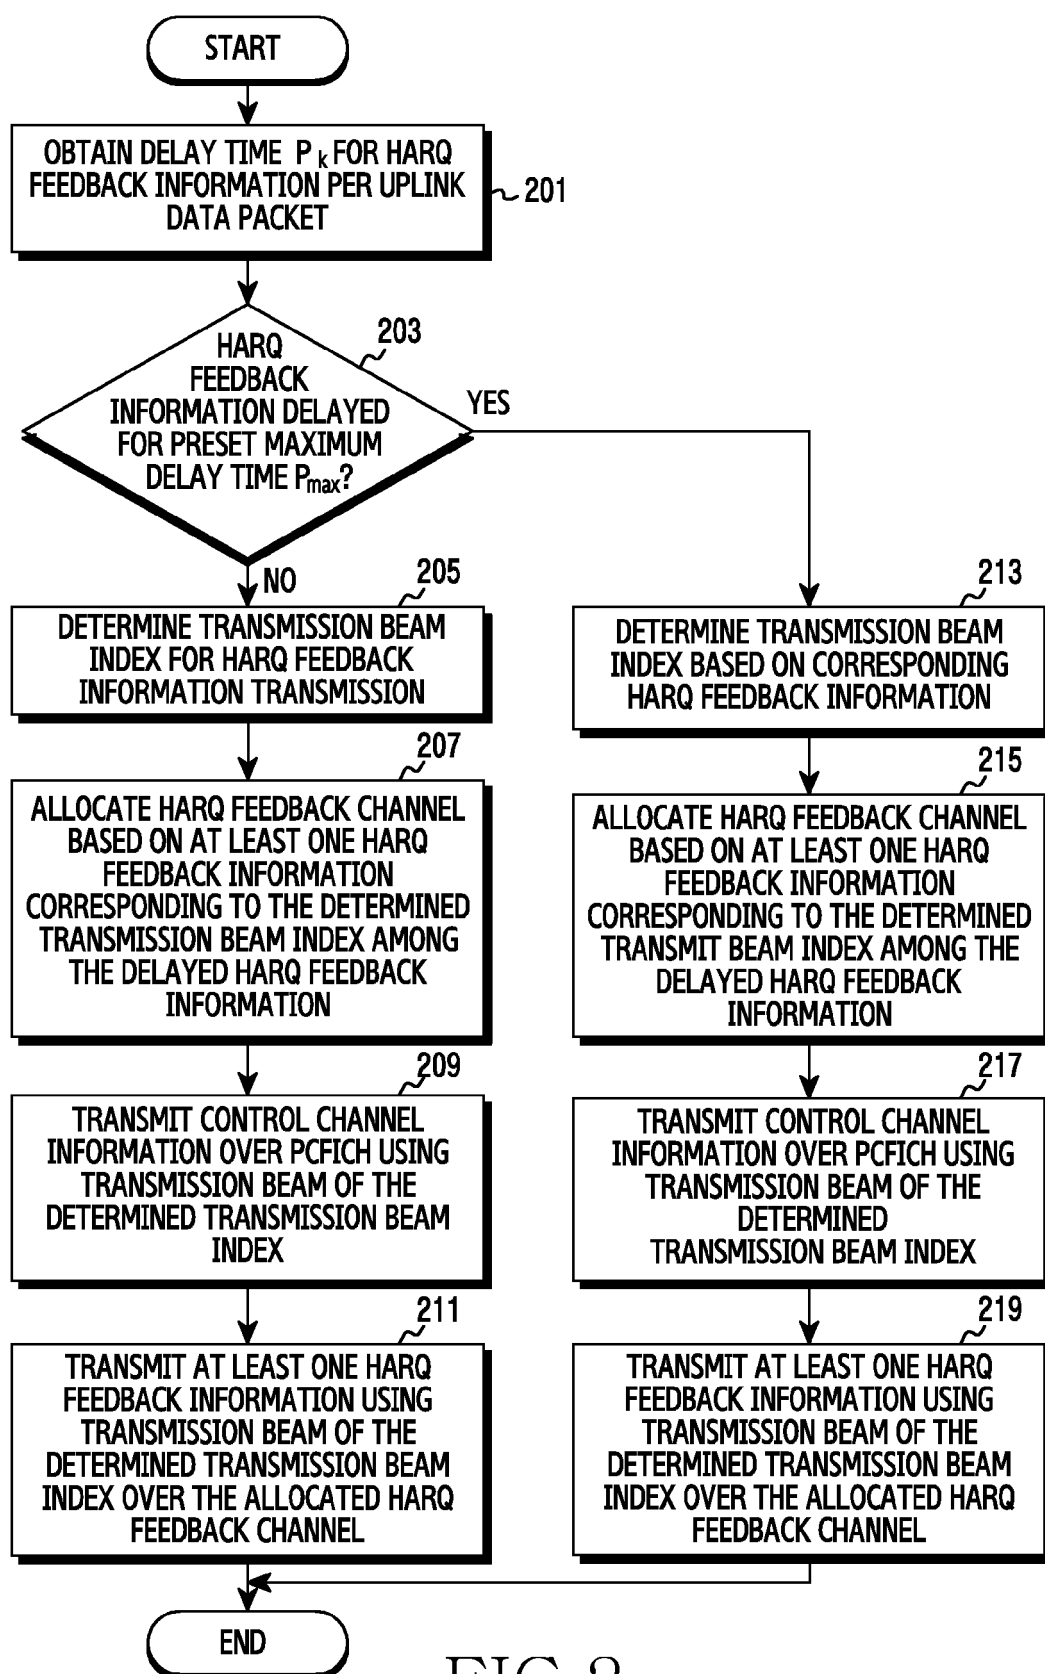 START
OBTAIN DELAY TIME Pk FOR HARQ
FEEDBACK INFORMATION PER UPLINK
DATA PACKET
201
HARQ
FEEDBACK
INFORMATION DELAYED
FOR PRESET MAXIMUM
DELAY TIME Pmax?
203
YES
NO
205
DETERMINE TRANSMISSION BEAM
INDEX FOR HARQ FEEDBACK
INFORMATION TRANSMISSION
207
ALLOCATE HARQ FEEDBACK CHANNEL
BASED ON AT LEAST ONE HARQ
FEEDBACK INFORMATION
CORRESPONDING TO THE DETERMINED
TRANSMISSION BEAM INDEX AMONG
THE DELAYED HARQ FEEDBACK
INFORMATION
209
TRANSMIT CONTROL CHANNEL
INFORMATION OVER PCFICH USING
TRANSMISSION BEAM OF THE
DETERMINED TRANSMISSION BEAM
INDEX
211
TRANSMIT AT LEAST ONE HARQ
FEEDBACK INFORMATION USING
TRANSMISSION BEAM OF THE
DETERMINED TRANSMISSION BEAM
INDEX OVER THE ALLOCATED HARQ
FEEDBACK CHANNEL
213
DETERMINE TRANSMISSION BEAM
INDEX BASED ON CORRESPONDING
HARQ FEEDBACK INFORMATION
215
ALLOCATE HARQ FEEDBACK CHANNEL
BASED ON AT LEAST ONE HARQ
FEEDBACK INFORMATION
CORRESPONDING TO THE DETERMINED
TRANSMIT BEAM INDEX AMONG THE
DELAYED HARQ FEEDBACK
INFORMATION
217
TRANSMIT CONTROL CHANNEL
INFORMATION OVER PCFICH USING
TRANSMISSION BEAM OF THE
DETERMINED
TRANSMISSION BEAM INDEX
219
TRANSMIT AT LEAST ONE HARQ
FEEDBACK INFORMATION USING
TRANSMISSION BEAM OF THE
DETERMINED TRANSMISSION BEAM
INDEX OVER THE ALLOCATED HARQ
FEEDBACK CHANNEL
END